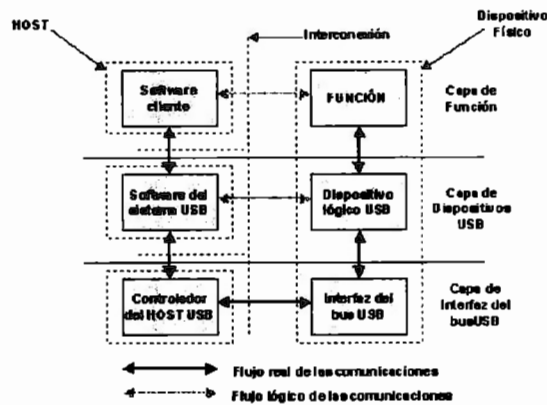 HOST
Interconexión
Dispositivo
Físico
Software
cliente
FUNCIÓN
Capa de
Función
Software del
sistema USB
Dispositivo
lógico USB
Capa de
Dispositivos
USB
Controlador
del HOST USB
Interfaz del
bus USB
Capa de
Interfaz del
busUSB
Flujo real de las comunicaciones
Flujo lógico de las comunicaciones